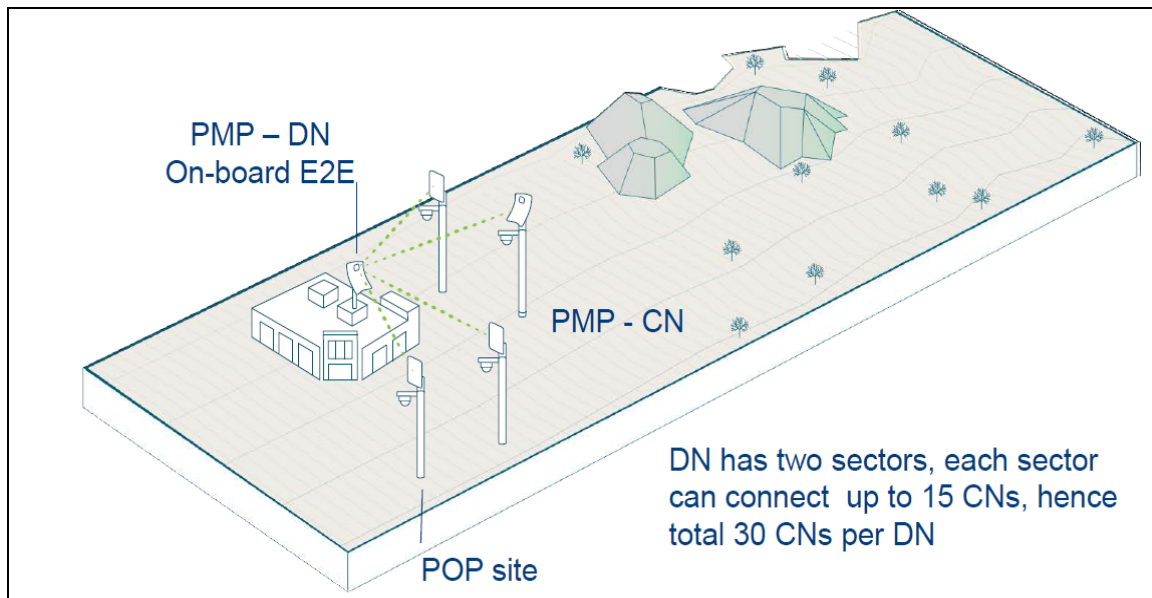 PMP – DN
On-board E2E
PMP - CN
DN has two sectors, each sector
can connect up to 15 CNs, hence
total 30 CNs per DN
POP site